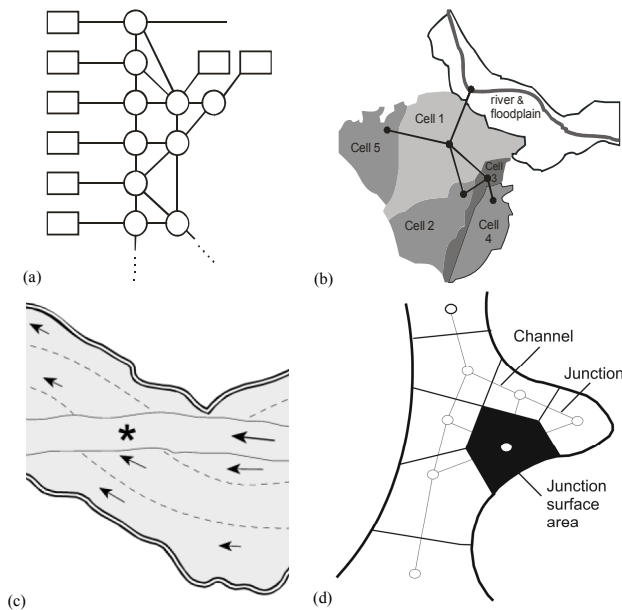 (a)
river &
floodplain
Cell 1
Cell 5
Cell 3
Cell 2
Cell
4
(b)
*
(c)
Channel
Junction
Junction
surface
area
(d)